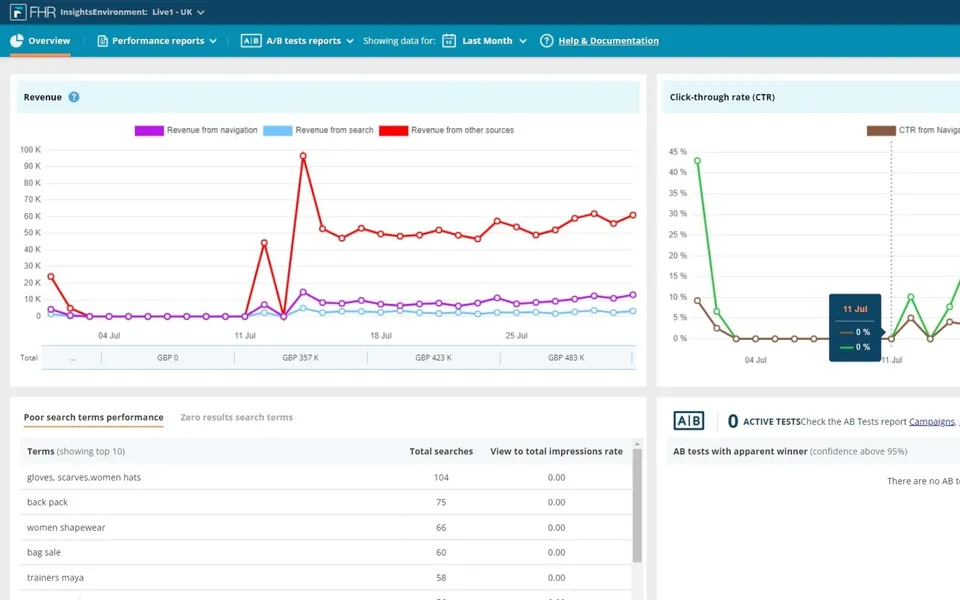 FHR InsightsEnvironment: Live1 - UK
Overview Performance reports A|B A/B tests reports Showing data for: Last Month ? Help & Documentation
Revenue ?
Revenue from navigation Revenue from search Revenue from other sources
100 K
90 K
80 K
70 K
60 K
50 K
40 K
30 K
20 K
10 K
0
04 Jul 11 Jul 18 Jul 25 Jul
Total ... GBP 0 GBP 357 K GBP 423 K GBP 483 K
Click-through rate (CTR)
CTR from Naviga
45 %
40 %
35 %
30 %
25 %
20 %
15 %
10 %
5 %
0 %
11 Jul
0 %
0 %
04 Jul 11 Jul
Poor search terms performance Zero results search terms
Terms (showing top 10) Total searches View to total impressions rate
gloves, scarves,women hats 104 0.00
back pack 75 0.00
women shapewear 66 0.00
bag sale 60 0.00
trainers maya 58 0.00
A|B 0 ACTIVE TESTS Check the AB Tests report Campaigns,
AB tests with apparent winner (confidence above 95%)
There are no AB t